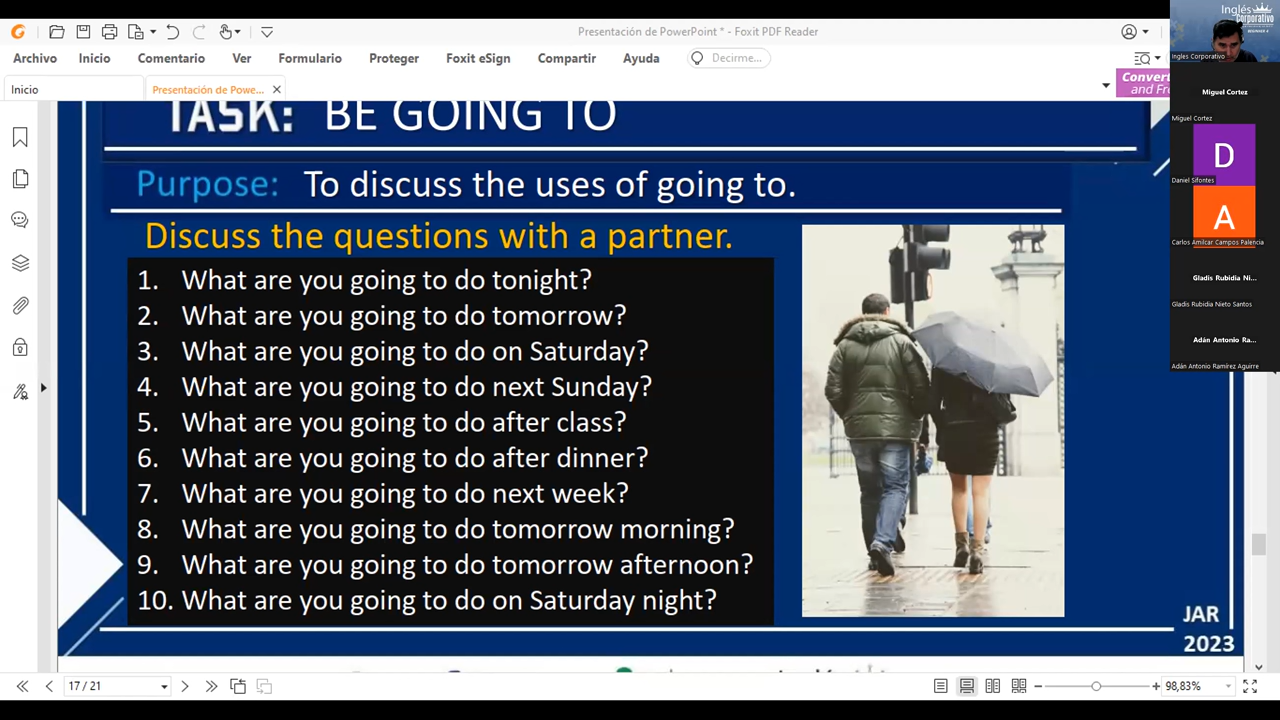 Presentación de PowerPoint * - Foxit PDF Reader
Archivo Inicio Comentario Ver Formulario Proteger Foxit eSign Compartir Ayuda Decirme...
Inicio
Presentación de Powe...
Convert
and Fr
TASK: BE GOING TO
Purpose: To discuss the uses of going to.
Discuss the questions with a partner.
1. What are you going to do tonight?
2. What are you going to do tomorrow?
3. What are you going to do on Saturday?
4. What are you going to do next Sunday?
5. What are you going to do after class?
6. What are you going to do after dinner?
7. What are you going to do next week?
8. What are you going to do tomorrow morning?
9. What are you going to do tomorrow afternoon?
10. What are you going to do on Saturday night?
JAR
2023
17 / 21
98,83%
Inglés
Corporativo
BEGINNER 4
Ingles Corporativo
Miguel Cortez
Miguel Cortez
D
Daniel Sifontes
A
Carlos Amilcar Campos Palencia
Gladis Rubidia Ni...
Gladis Rubidia Nieto Santos
Adán Antonio Ra...
Adán Antonio Ramírez Aguirre